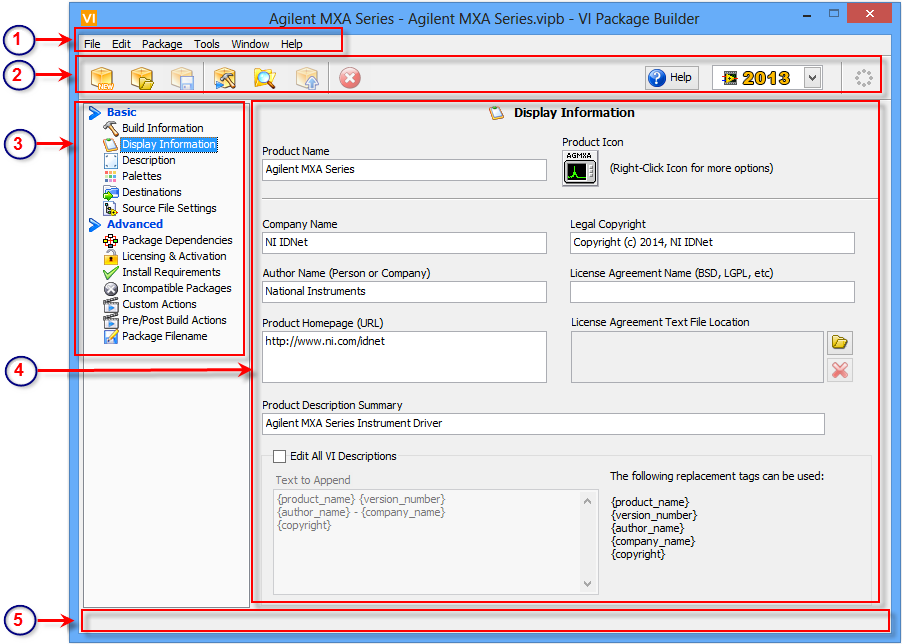 VI
Agilent MXA Series - Agilent MXA Series.vipb - VI Package Builder
1
File Edit Package Tools Window Help
2
NEW
Help
2013
3
Basic
Build Information
Display Information
Description
Palettes
Destinations
Source File Settings
Advanced
Package Dependencies
Licensing & Activation
Install Requirements
Incompatible Packages
Custom Actions
Pre/Post Build Actions
Package Filename
4
Display Information
Product Name
Agilent MXA Series
Product Icon
AGMXA
(Right-Click Icon for more options)
Company Name
NI IDNet
Legal Copyright
Copyright (c) 2014, NI IDNet
Author Name (Person or Company)
National Instruments
License Agreement Name (BSD, LGPL, etc)
Product Homepage (URL)
http://www.ni.com/idnet
License Agreement Text File Location
Product Description Summary
Agilent MXA Series Instrument Driver
Edit All VI Descriptions
Text to Append
{product_name} {version_number}
{author_name} - {company_name}
{copyright}
The following replacement tags can be used:
{product_name}
{version_number}
{author_name}
{company_name}
{copyright}
5